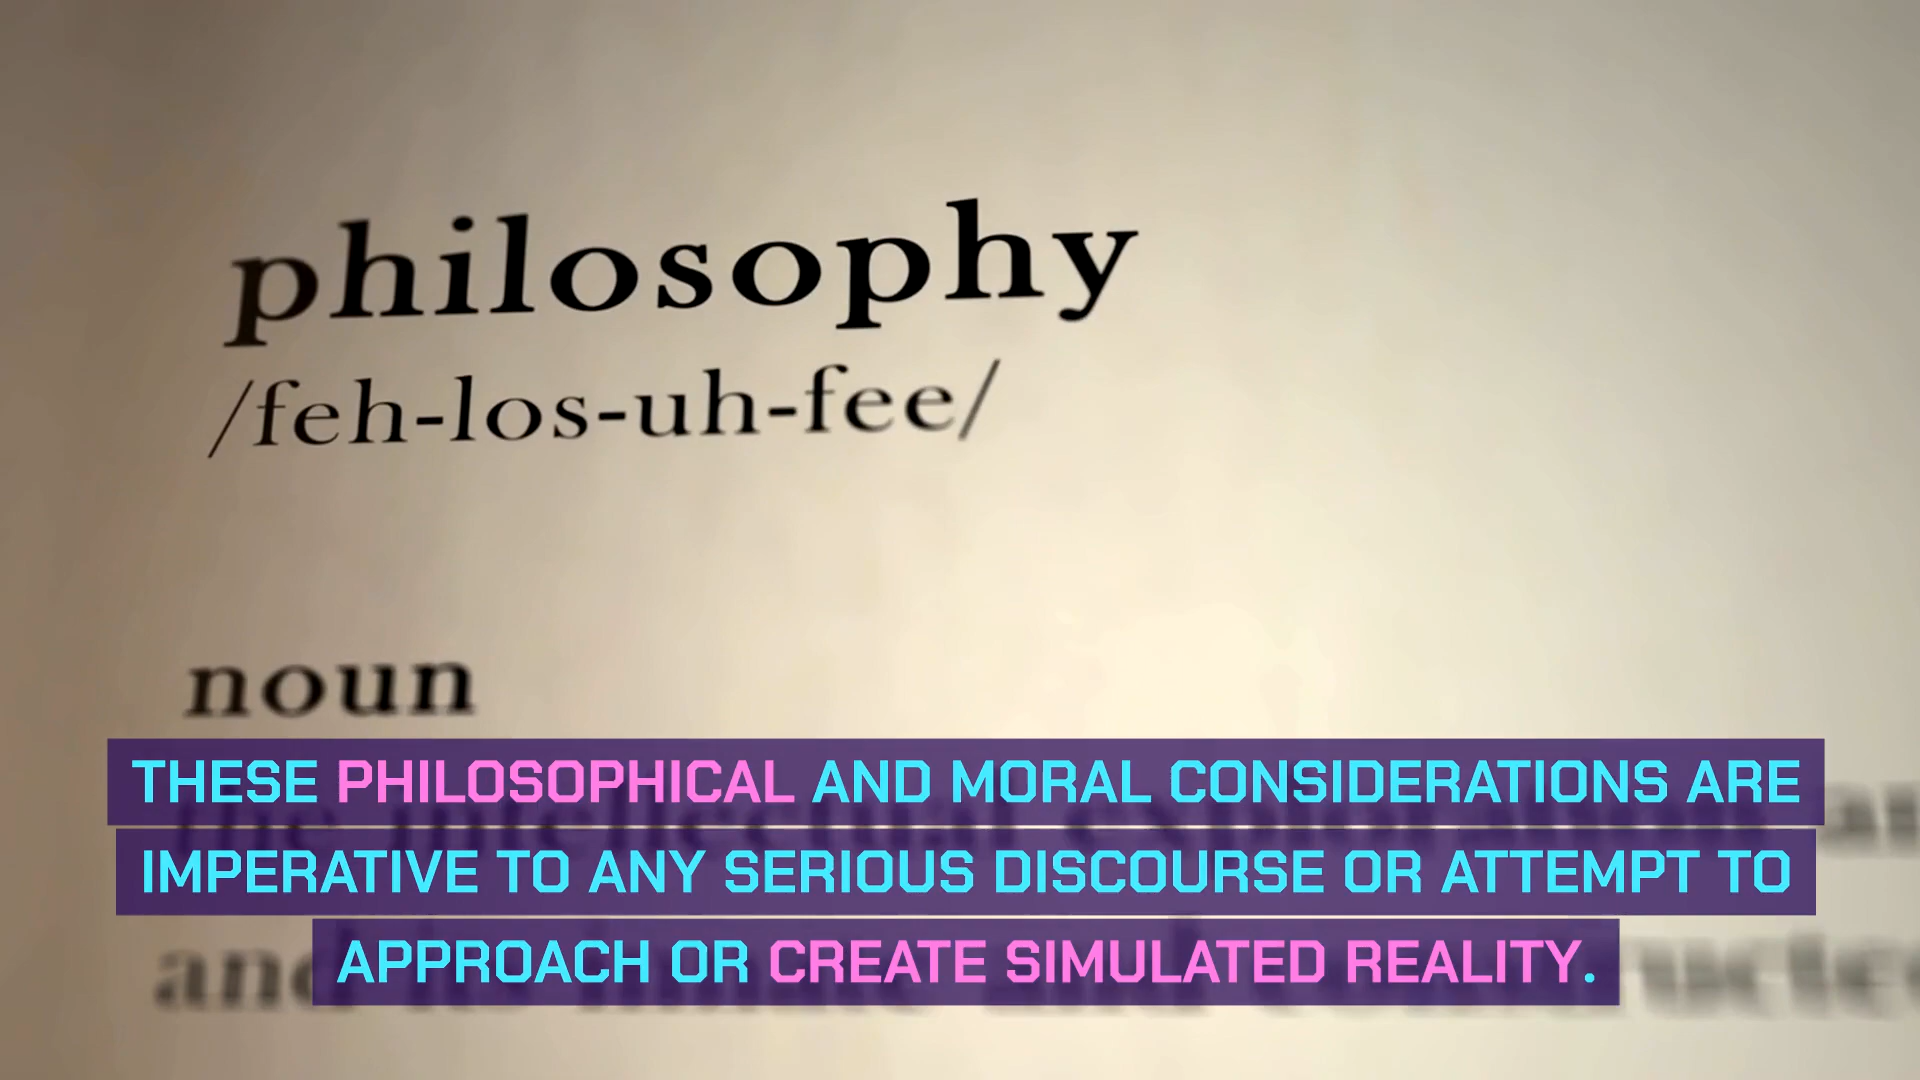 philosophy
/feh-los-uh-fee/
noun
THESE PHILOSOPHICAL AND MORAL CONSIDERATIONS ARE
IMPERATIVE TO ANY SERIOUS DISCOURSE OR ATTEMPT TO
APPROACH OR CREATE SIMULATED REALITY.